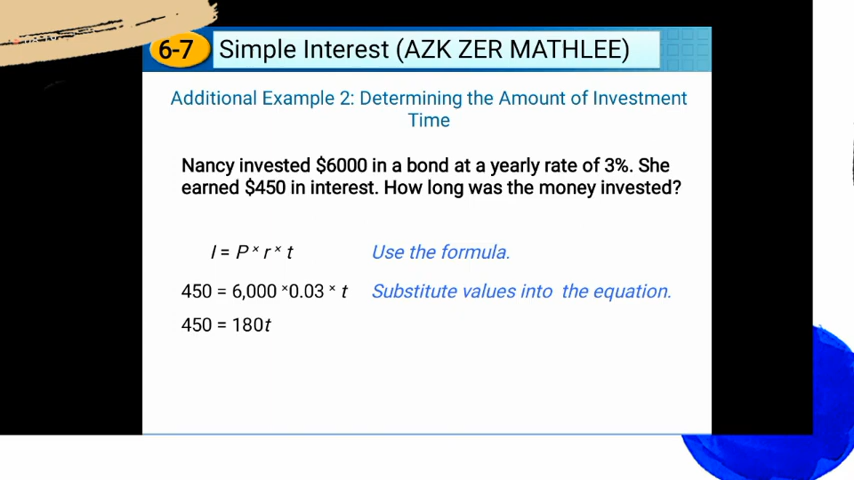 6-7 Simple Interest (AZK ZER MATHLEE)
Additional Example 2: Determining the Amount of Investment
Time
Nancy invested $6000 in a bond at a yearly rate of 3%. She
earned $450 in interest. How long was the money invested?
I = P × r × t Use the formula.
450 = 6,000 ×0.03 × t Substitute values into the equation.
450 = 180t